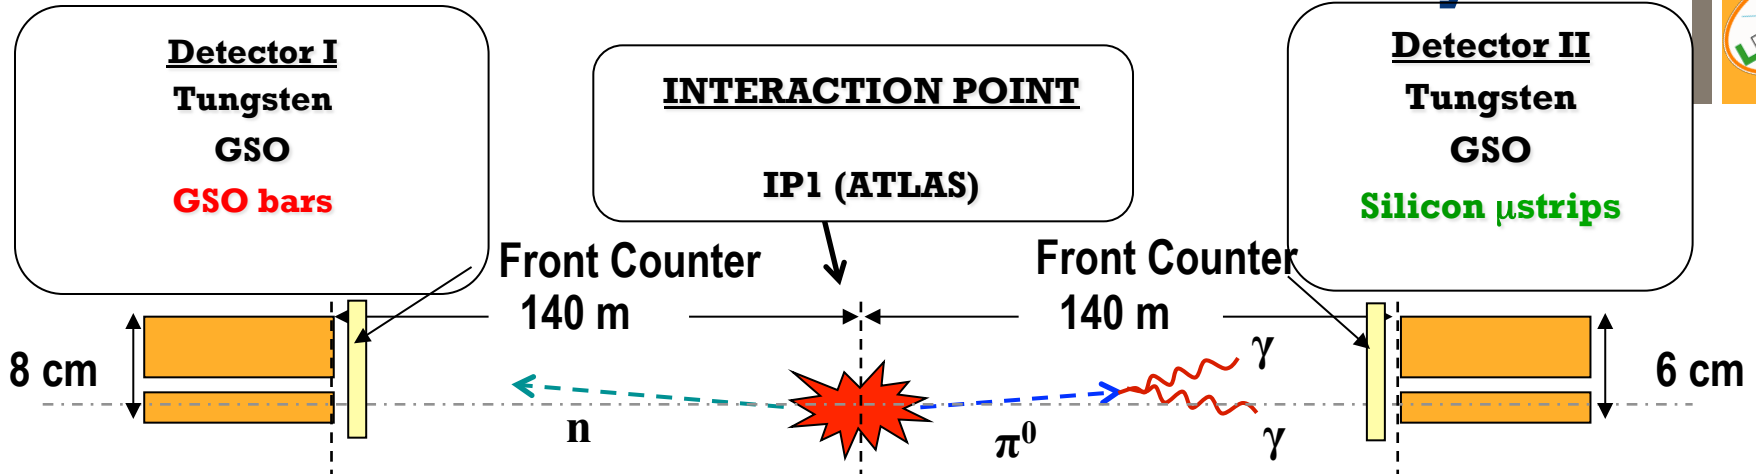 Detector I
Tungsten
GSO
GSO bars
INTERACTION POINT
IP1 (ATLAS)
Detector II
Tungsten
GSO
Silicon μstrips
Front Counter
140 m
Front Counter
140 m
8 cm
6 cm
n
π⁰
γ
γ